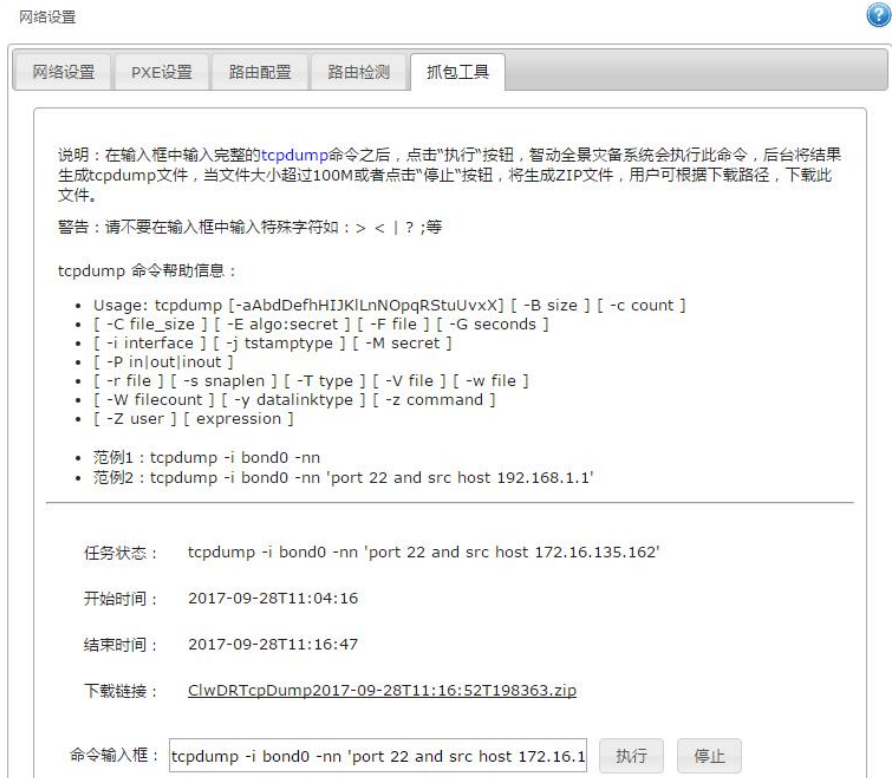 网络设置
网络设置 PXE设置 路由配置 路由检测 抓包工具
说明：在输入框中输入完整的tcpdump命令之后，点击“执行”按钮，智动全景灾备系统会执行此命令，后台将结果
生成tcpdump文件，当文件大小超过100M或者点击“停止”按钮，将生成ZIP文件，用户可根据下载路径，下载此
文件。
警告：请不要在输入框中输入特殊字符如：> < | ? ;等
tcpdump 命令帮助信息：
• Usage: tcpdump [-aAbdDefhHIJKlLnNOpqRStuUvxX] [ -B size ] [ -c count ]
• [ -C file_size ] [ -E algo:secret ] [ -F file ] [ -G seconds ]
• [ -i interface ] [ -j tstamptype ] [ -M secret ]
• [ -P in|out|inout ]
• [ -r file ] [ -s snaplen ] [ -T type ] [ -V file ] [ -w file ]
• [ -W filecount ] [ -y datalinktype ] [ -z command ]
• [ -Z user ] [ expression ]
• 范例1：tcpdump -i bond0 -nn
• 范例2：tcpdump -i bond0 -nn 'port 22 and src host 192.168.1.1'
任务状态： tcpdump -i bond0 -nn 'port 22 and src host 172.16.135.162'
开始时间： 2017-09-28T11:04:16
结束时间： 2017-09-28T11:16:47
下载链接： ClwDRTcpDump2017-09-28T11:16:52T198363.zip
命令输入框： tcpdump -i bond0 -nn 'port 22 and src host 172.16.1 执行 停止